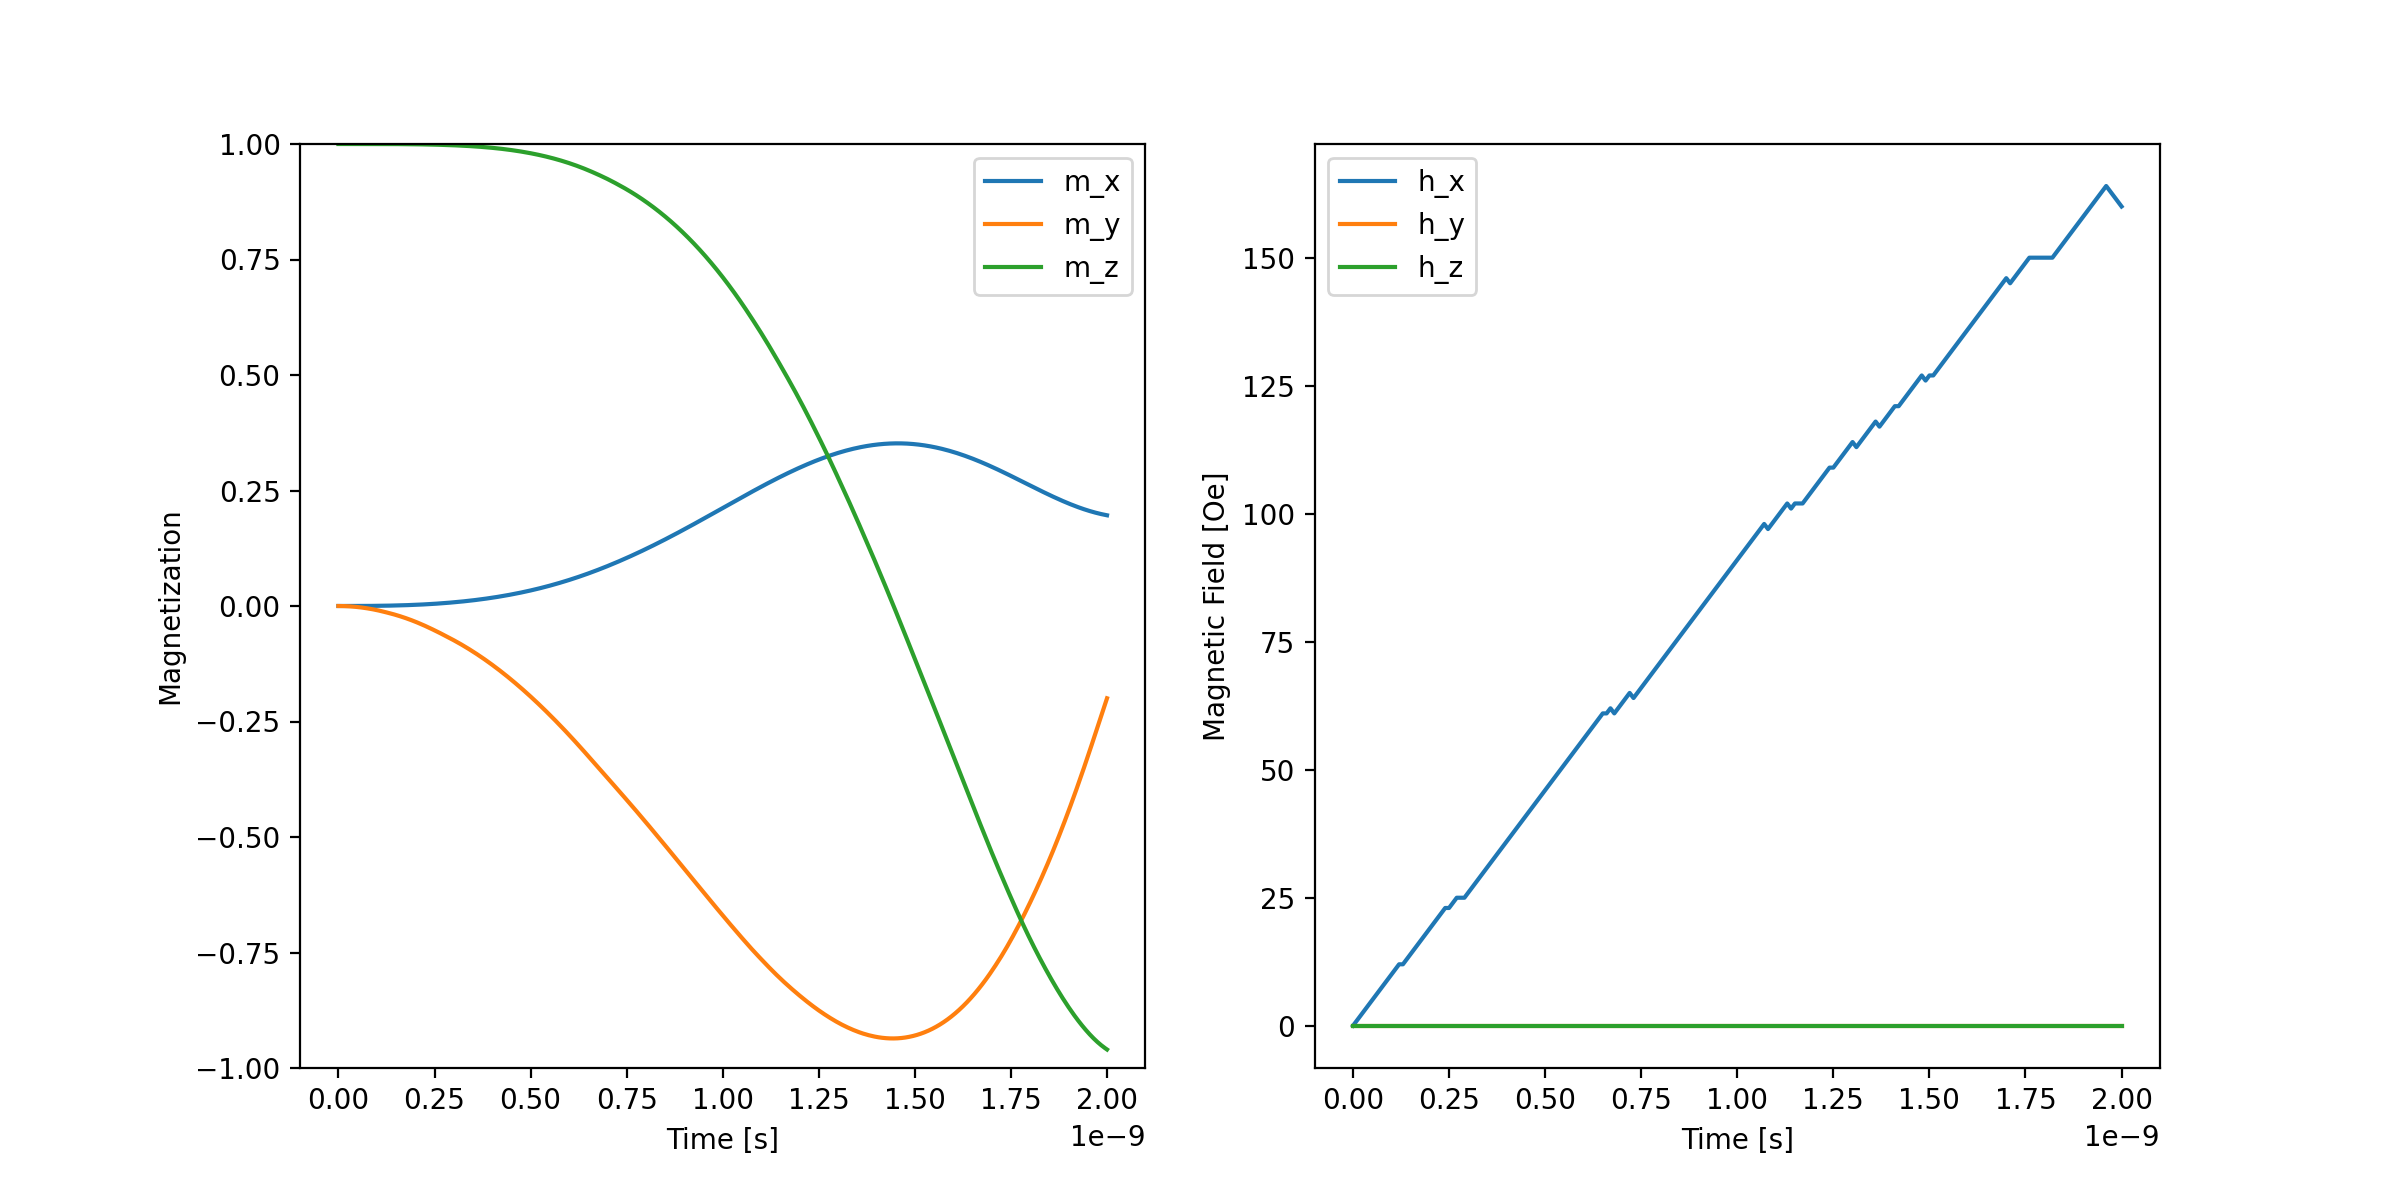 1.00
0.75
0.50
0.25
0.00
−0.25
−0.50
−0.75
−1.00
Magnetization
m_x
m_y
m_z
0.00 0.25 0.50 0.75 1.00 1.25 1.50 1.75 2.00
Time [s]
1e−9
150
125
100
75
50
25
0
Magnetic Field [Oe]
h_x
h_y
h_z
0.00 0.25 0.50 0.75 1.00 1.25 1.50 1.75 2.00
Time [s]
1e−9